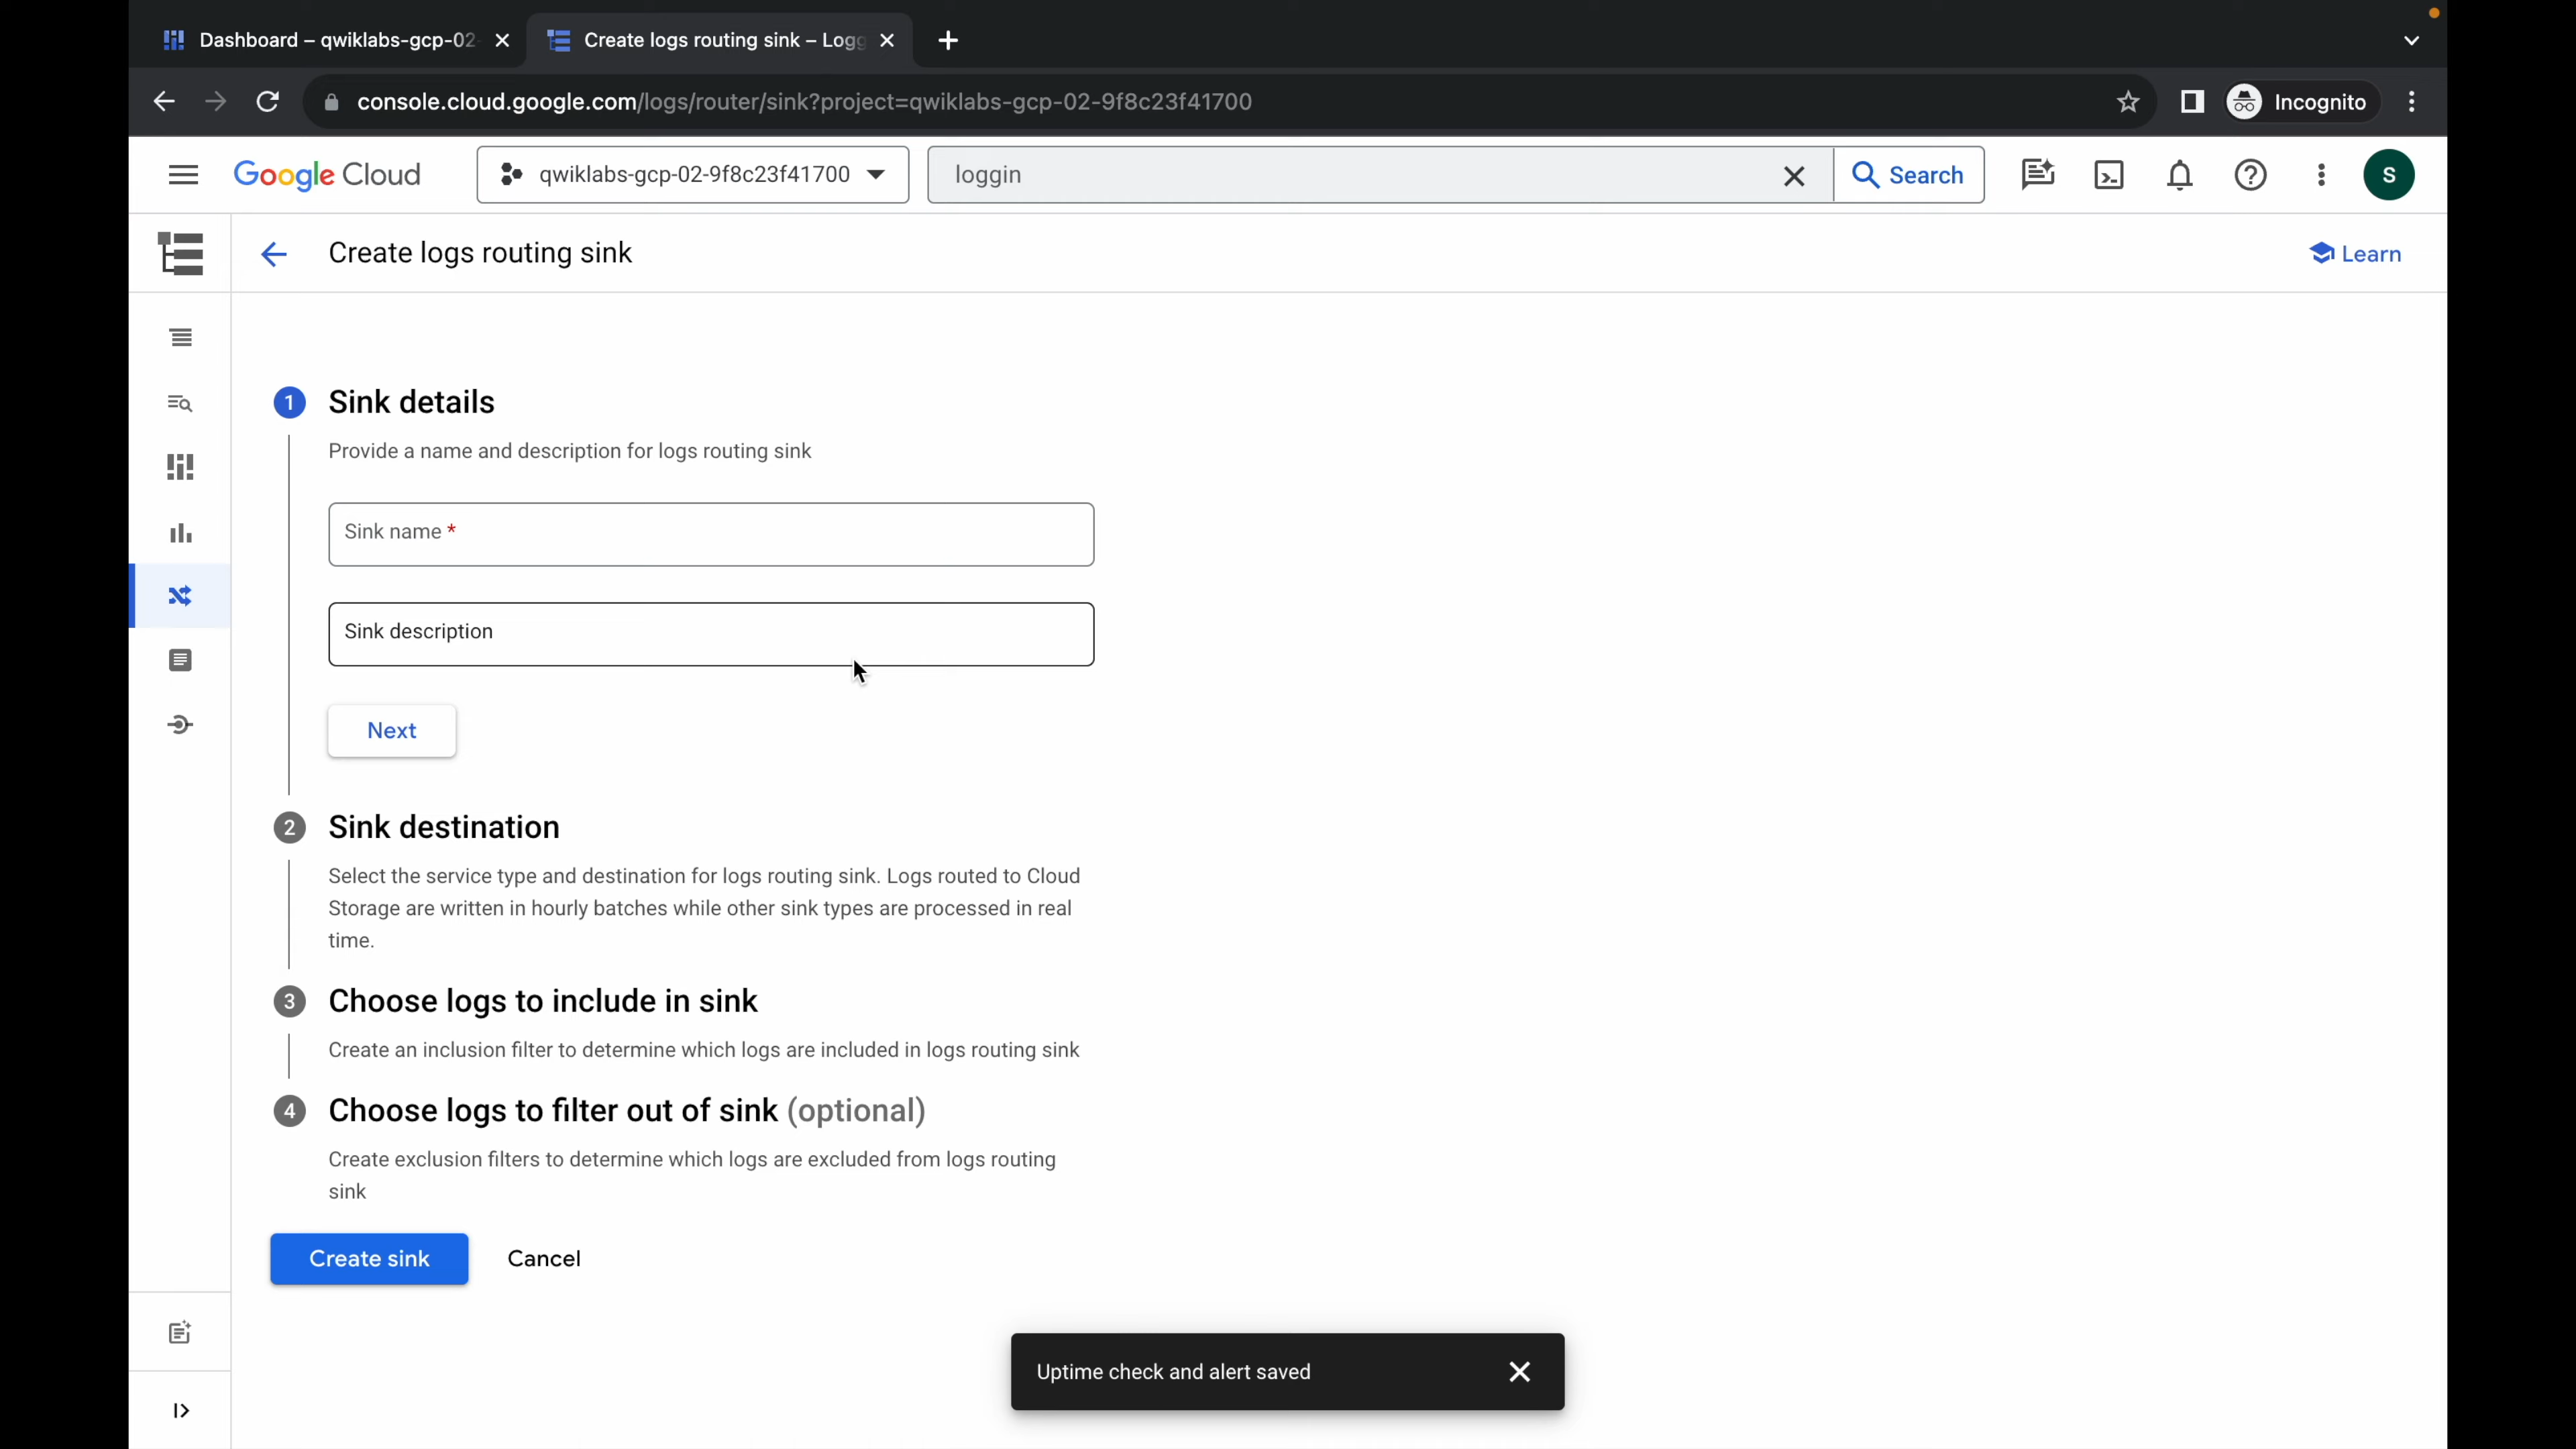 Dashboard – qwiklabs-gcp-02-
Create logs routing sink – Logg
console.cloud.google.com/logs/router/sink?project=qwiklabs-gcp-02-9f8c23f41700
Incognito
Google Cloud
qwiklabs-gcp-02-9f8c23f41700
loggin
Search
S
Create logs routing sink
Learn
1 Sink details
Provide a name and description for logs routing sink
Sink name *
Sink description
Next
2 Sink destination
Select the service type and destination for logs routing sink. Logs routed to Cloud
Storage are written in hourly batches while other sink types are processed in real
time.
3 Choose logs to include in sink
Create an inclusion filter to determine which logs are included in logs routing sink
4 Choose logs to filter out of sink (optional)
Create exclusion filters to determine which logs are excluded from logs routing
sink
Create sink
Cancel
Uptime check and alert saved